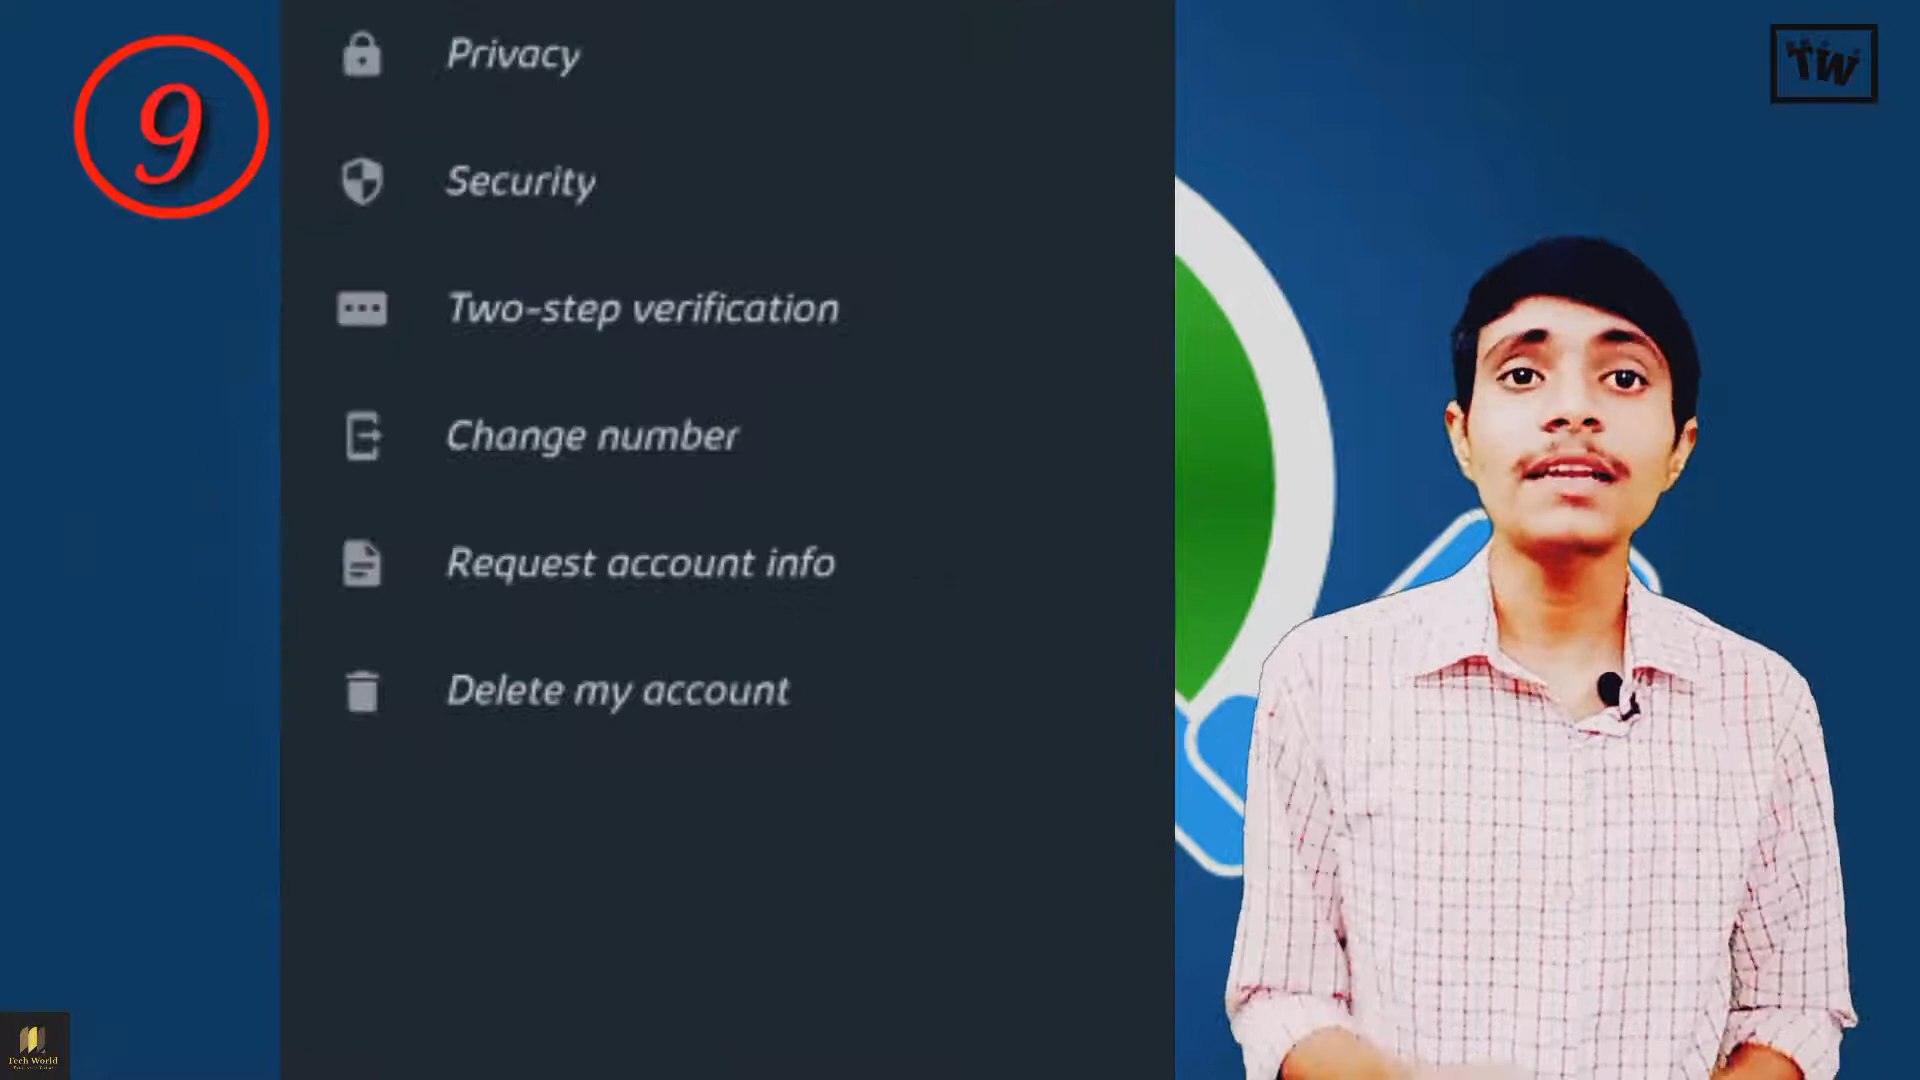 9
Privacy
TW
Security
Two-step verification
Change number
Request account info
Delete my account
Tech World